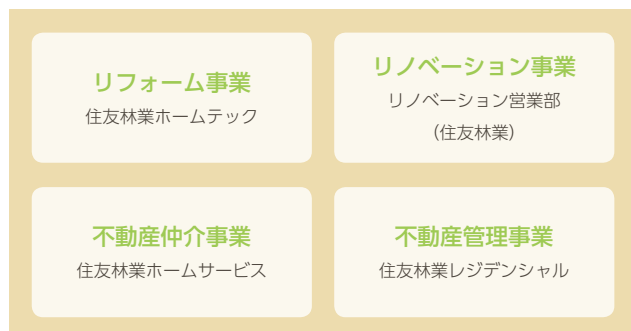 リフォーム事業
住友林業ホームテック
リノベーション事業
リノベーション営業部
(住友林業)
不動産仲介事業
住友林業ホームサービス
不動産管理事業
住友林業レジデンシャル